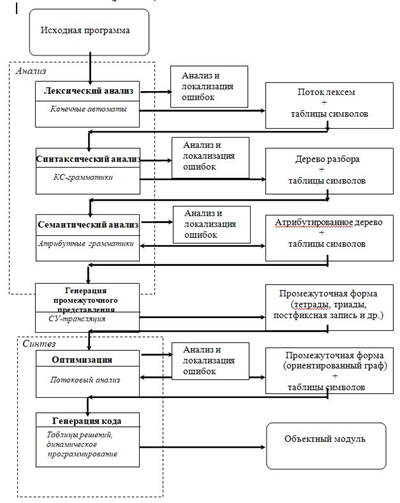 Исходная программа
Анализ
Лексический анализ
Конечные автоматы
Анализ и
локализация
ошибок
Поток лексем
+
таблицы символов
Синтаксический анализ
КС-грамматики
Анализ и
локализация
ошибок
Дерево разбора
+
таблицы символов
Семантический анализ
Атрибутные грамматики
Анализ и
локализация
ошибок
Атрибутированное дерево
+
таблицы символов
Генерация
промежуточного
представления
СУ-трансляция
Промежуточная форма
(тетрады, триады,
постфиксная запись и др.)
Синтез
Оптимизация
Потоковый анализ
Анализ и
локализация
ошибок
Промежуточная форма
(ориентированный граф)
+
таблицы символов
Генерация кода
Таблицы решений,
динамическое
программирование
Объектный модуль